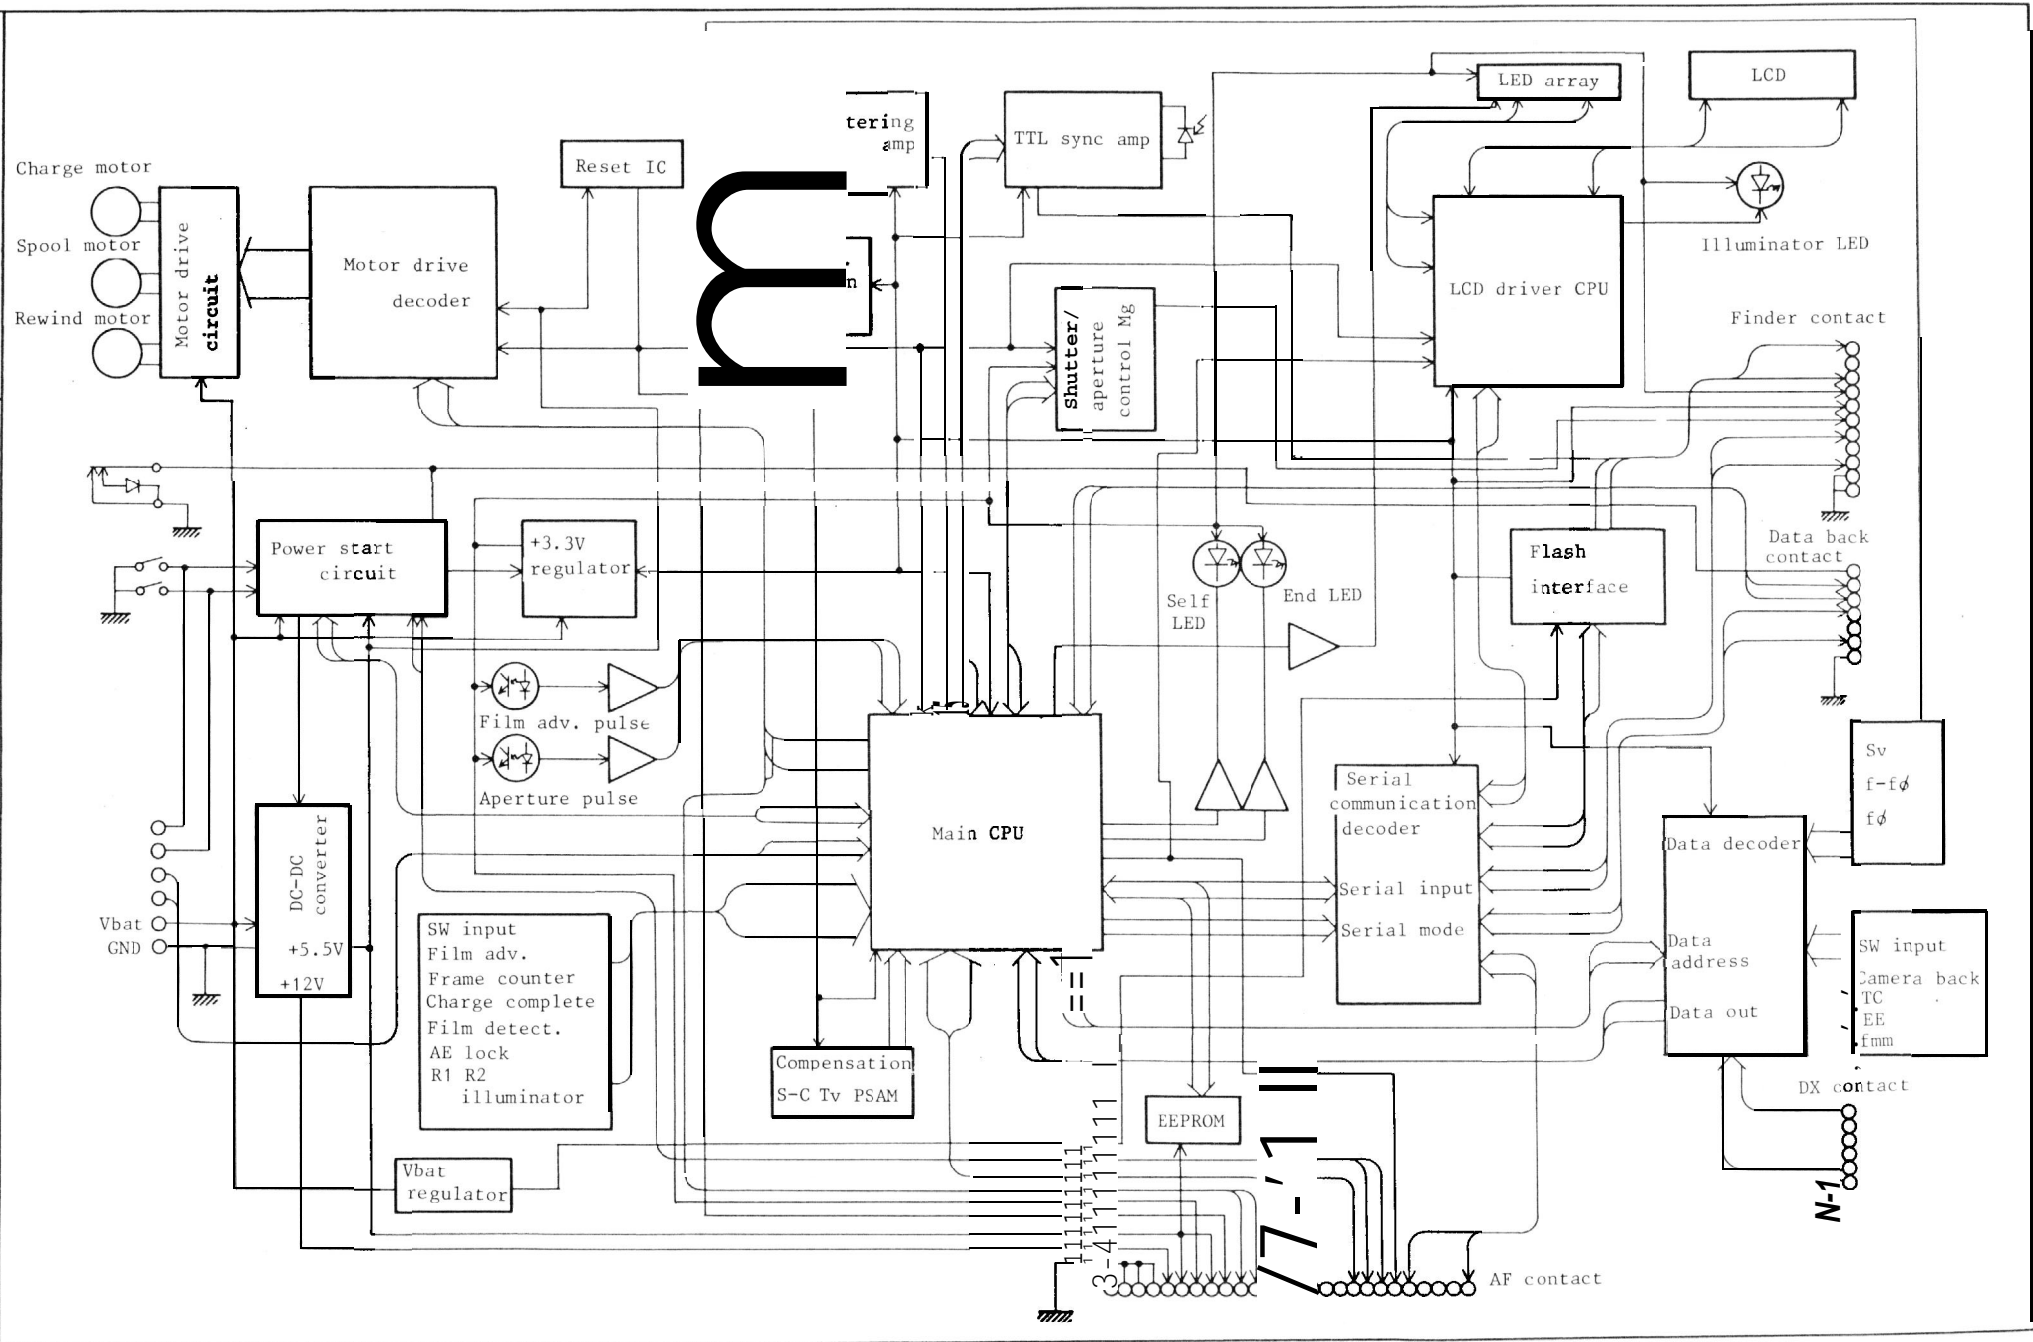 LED array
LCD
tering
amp
TTL sync amp
Reset IC
Charge motor
Spool motor
Rewind motor
Motor drive
circuit
Motor drive
decoder
Illuminator LED
LCD driver CPU
Shutter/
aperture
control Mg
Finder contact
Power start
circuit
+3.3V
regulator
Flash
interface
Data back
contact
Self
LED
End LED
Film adv. pulse
Aperture pulse
Main CPU
Serial
communication
decoder
Serial input
Serial mode
Sv
f-fø
fø
Data decoder
Data
address
Data out
DC-DC
converter
+5.5V
+12V
Vbat
GND
SW input
Film adv.
Frame counter
Charge complete
Film detect.
AE lock
R1 R2
illuminator
SW input
Camera back
TC
EE
fmm
Compensation
S-C Tv PSAM
DX contact
EEPROM
Vbat
regulator
N-1
AF contact